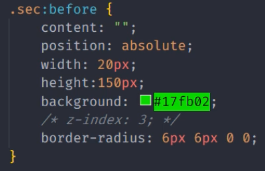 .sec:before {
content: "";
position: absolute;
width: 20px;
height:150px;
background: #17fb02;
/* z-index: 3; */
border-radius: 6px 6px 0 0;
}